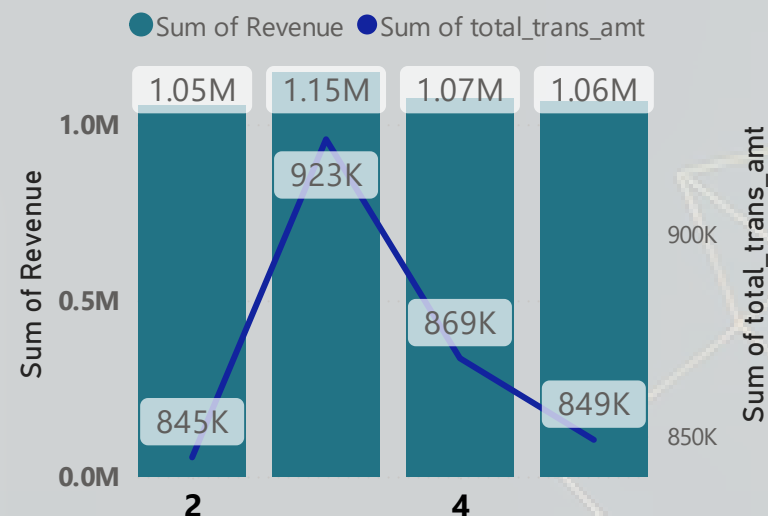 Sum of Revenue Sum of total_trans_amt
1.05M 1.15M 1.07M 1.06M
1.0M
923K
900K
Sum of Revenue
Sum of total_trans_amt
0.5M
869K
849K
845K
850K
0.0M
2 4